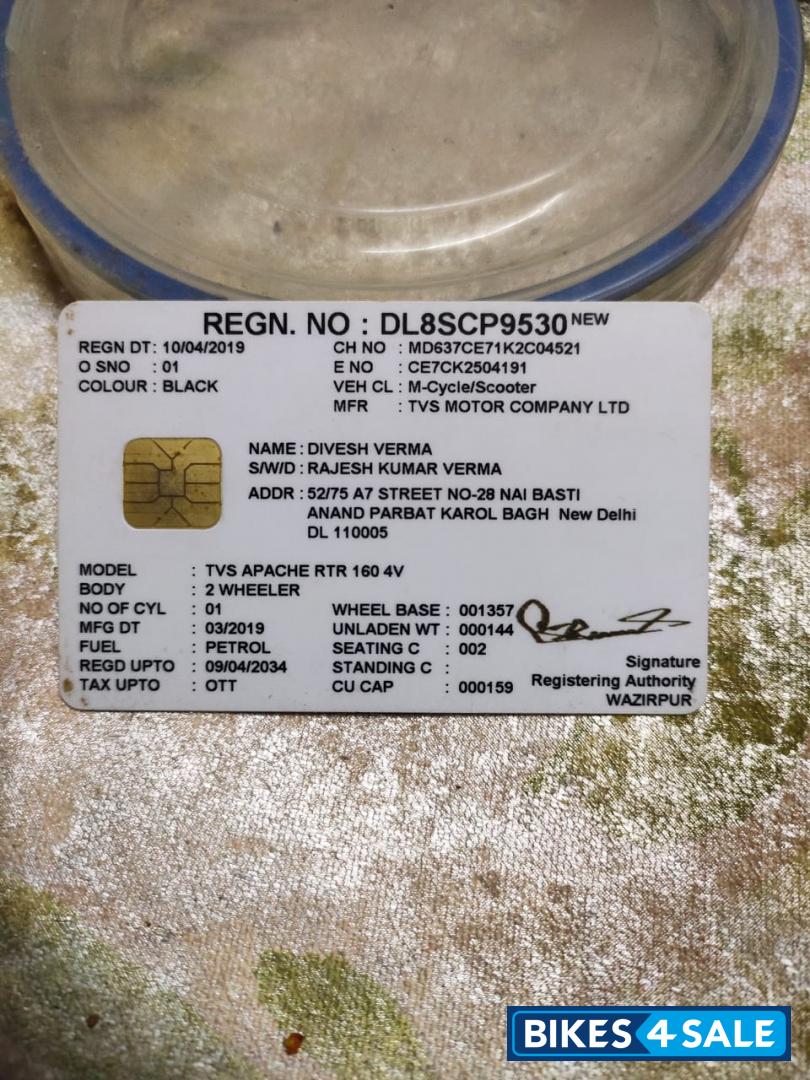 REGN. NO : DL8SCP9530 NEW
REGN DT : 10/04/2019 CH NO : MD637CE71K2C04521
O SNO : 01 E NO : CE7CK2504191
COLOUR : BLACK VEH CL : M-Cycle/Scooter
MFR : TVS MOTOR COMPANY LTD
NAME : DIVESH VERMA
S/W/D : RAJESH KUMAR VERMA
ADDR : 52/75 A7 STREET NO-28 NAI BASTI
ANAND PARBAT KAROL BAGH New Delhi
DL 110005
MODEL : TVS APACHE RTR 160 4V
BODY : 2 WHEELER
NO OF CYL : 01 WHEEL BASE : 001357
MFG DT : 03/2019 UNLADEN WT : 000144
FUEL : PETROL SEATING C : 002
REGD UPTO : 09/04/2034 STANDING C :
TAX UPTO : OTT CU CAP : 000159
Signature
Registering Authority
WAZIRPUR
BIKES4SALE